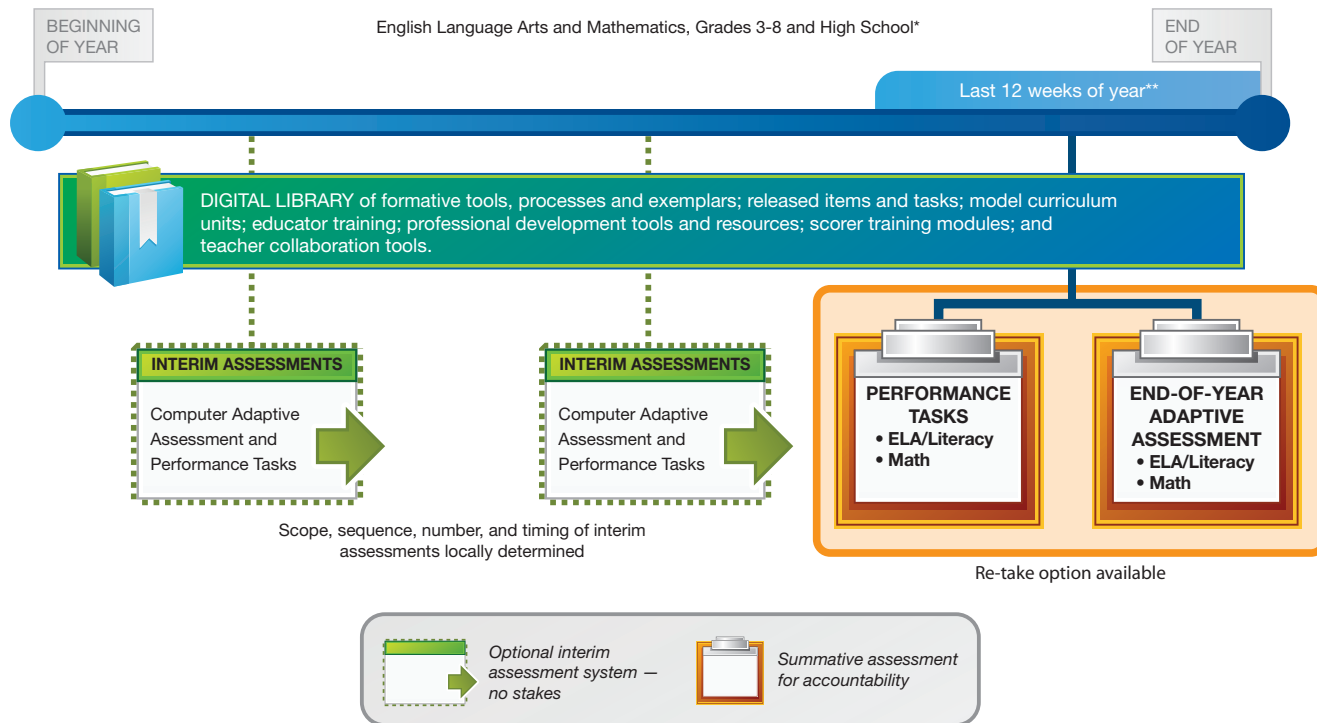 BEGINNING
OF YEAR
English Language Arts and Mathematics, Grades 3-8 and High School*
END
OF YEAR
Last 12 weeks of year**
DIGITAL LIBRARY of formative tools, processes and exemplars; released items and tasks; model curriculum
units; educator training; professional development tools and resources; scorer training modules; and
teacher collaboration tools.
INTERIM ASSESSMENTS
Computer Adaptive
Assessment and
Performance Tasks
INTERIM ASSESSMENTS
Computer Adaptive
Assessment and
Performance Tasks
PERFORMANCE
TASKS
• ELA/Literacy
• Math
END-OF-YEAR
ADAPTIVE
ASSESSMENT
• ELA/Literacy
• Math
Scope, sequence, number, and timing of interim
assessments locally determined
Re-take option available
Optional interim
assessment system —
no stakes
Summative assessment
for accountability